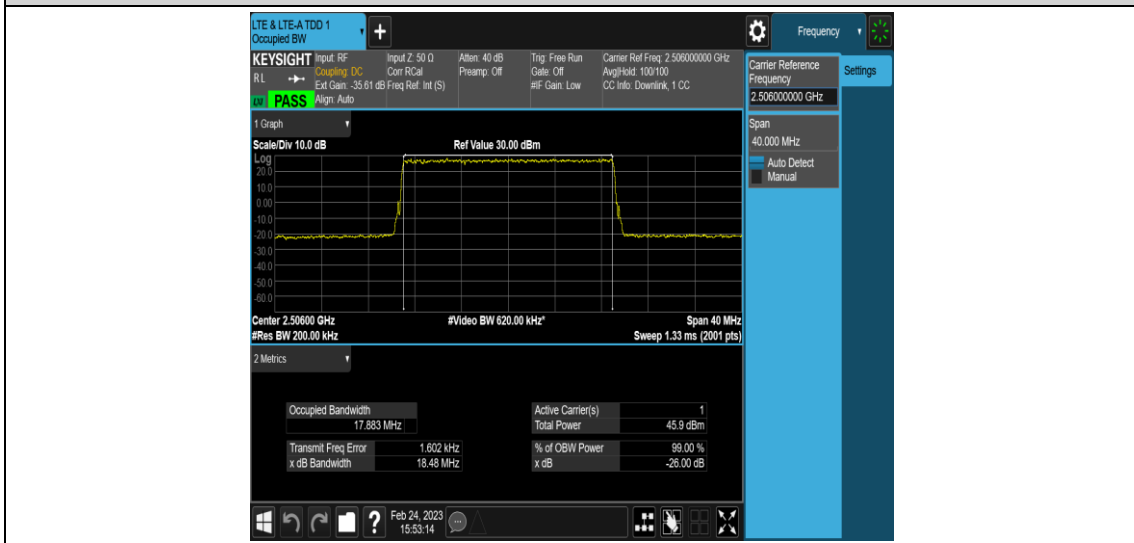 LTE & LTE-A TDD 1
Occupied BW
Frequency
KEYSIGHT
RL
LW PASS
Input: RF
Coupling: DC
Ext Gain: -35.61 dB
Align: Auto
Input Z: 50 Ω
Corr RCal
Freq Ref: Int (S)
Atten: 40 dB
Preamp: Off
Trig: Free Run
Gate: Off
#IF Gain: Low
Carrier Ref Freq: 2.506000000 GHz
Avg|Hold: 100/100
CC Info: Downlink, 1 CC
Carrier Reference
Frequency
2.506000000 GHz
Settings
Span
40.000 MHz
Auto Detect
Manual
1 Graph
Scale/Div 10.0 dB
Ref Value 30.00 dBm
Log
20.0
10.0
0.00
-10.0
-20.0
-30.0
-40.0
-50.0
-60.0
Center 2.50600 GHz
#Video BW 620.00 kHz*
Span 40 MHz
#Res BW 200.00 kHz
Sweep 1.33 ms (2001 pts)
2 Metrics
Occupied Bandwidth
17.883 MHz
Transmit Freq Error 1.602 kHz
x dB Bandwidth 18.48 MHz
Active Carrier(s) 1
Total Power 45.9 dBm
% of OBW Power 99.00 %
x dB -26.00 dB
?
Feb 24, 2023
15:53:14